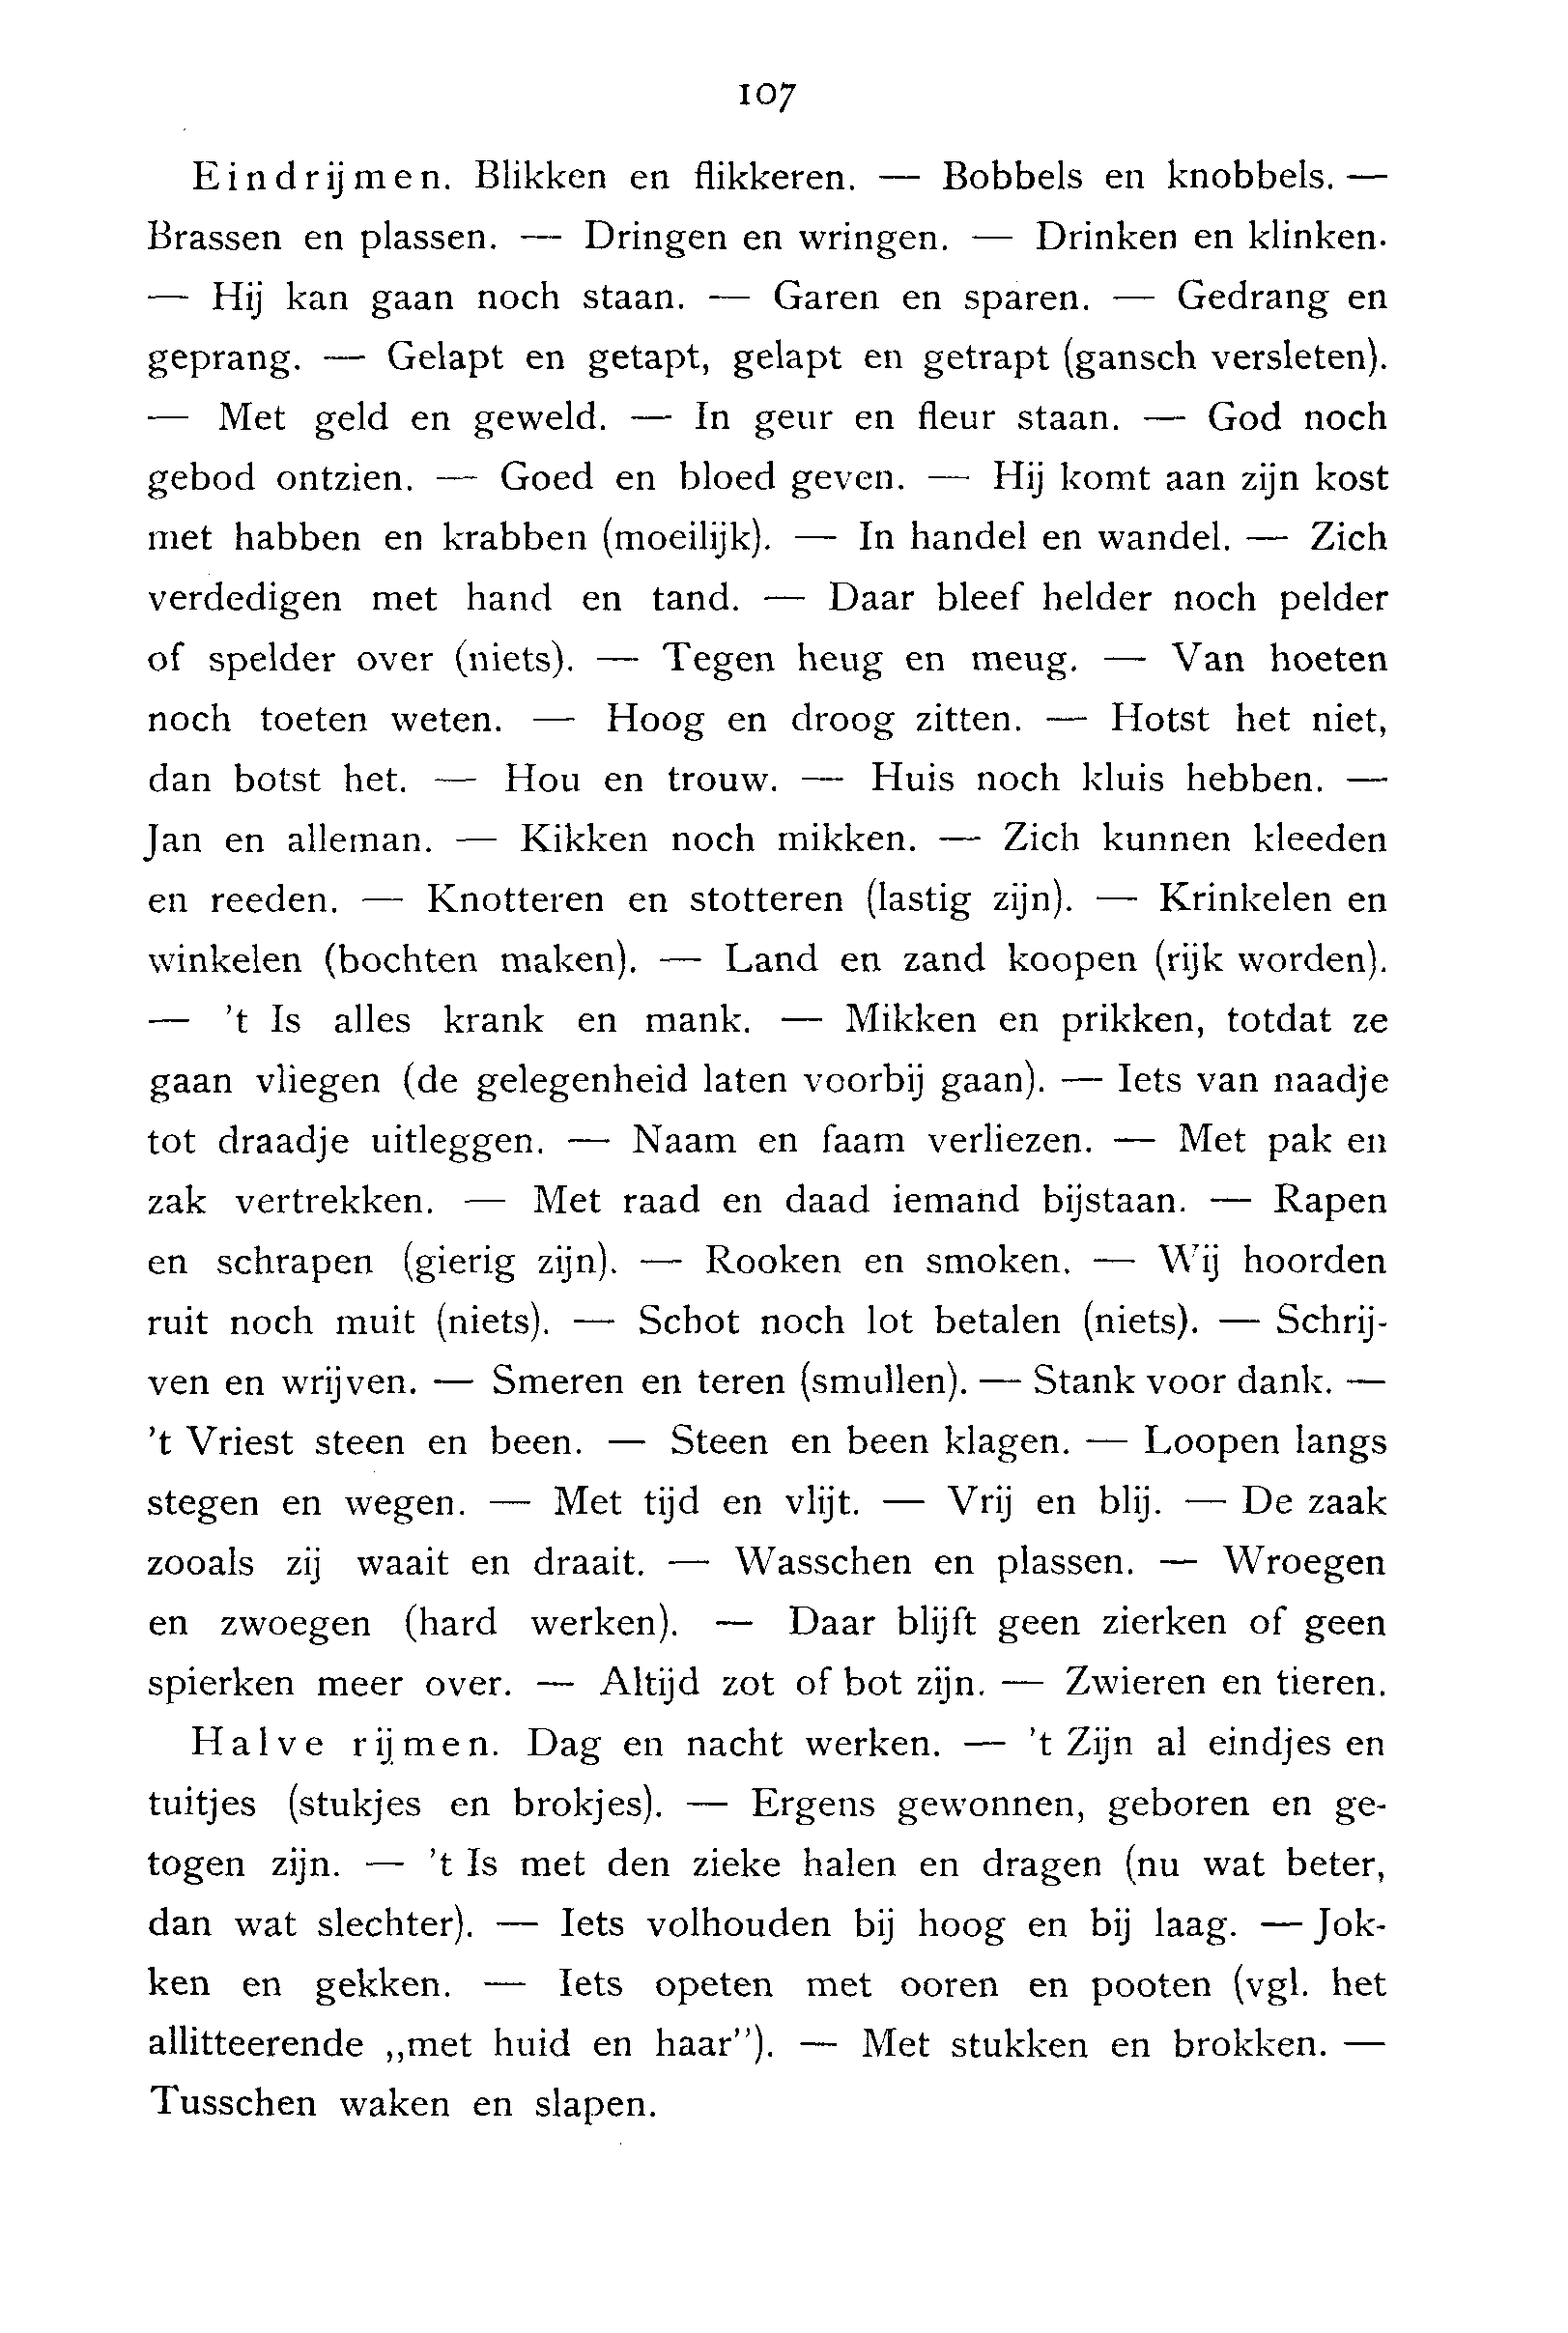 107
Eindrijmen. Blikken en flikkeren. — Bobbels en knobbels. —
Brassen en plassen. — Dringen en wringen. — Drinken en klinken.
— Hij kan gaan noch staan. — Garen en sparen. — Gedrang en
geprang. — Gelapt en getapt, gelapt en getrapt (gansch versleten).
— Met geld en geweld. — In geur en fleur staan. — God noch
gebod ontzien. — Goed en bloed geven. — Hij komt aan zijn kost
met habben en krabben (moeilijk). — In handel en wandel. — Zich
verdedigen met hand en tand. — Daar bleef helder noch pelder
of spelder over (niets). — Tegen heug en meug. — Van hoeten
noch toeten weten. — Hoog en droog zitten. — Hotst het niet,
dan botst het. — Hou en trouw. — Huis noch kluis hebben. —
Jan en alleman. — Kikken noch mikken. — Zich kunnen kleeden
en reeden. — Knotteren en stotteren (lastig zijn). — Krinkelen en
winkelen (bochten maken). — Land en zand koopen (rijk worden).
— 't Is alles krank en mank. — Mikken en prikken, totdat ze
gaan vliegen (de gelegenheid laten voorbij gaan). — Iets van naadje
tot draadje uitleggen. — Naam en faam verliezen. — Met pak en
zak vertrekken. — Met raad en daad iemand bijstaan. — Rapen
en schrapen (gierig zijn). — Rooken en smoken. — Wij hoorden
ruit noch muit (niets). — Schot noch lot betalen (niets). — Schrij-
ven en wrijven. — Smeren en teren (smullen). — Stank voor dank. —
't Vriest steen en been. — Steen en been klagen. — Loopen langs
stegen en wegen. — Met tijd en vlijt. — Vrij en blij. — De zaak
zooals zij waait en draait. — Wasschen en plassen. — Wroegen
en zwoegen (hard werken). — Daar blijft geen zierken of geen
spierken meer over. — Altijd zot of bot zijn. — Zwieren en tieren.
Halve rijmen. Dag en nacht werken. — 't Zijn al eindjes en
tuitjes (stukjes en brokjes). — Ergens gewonnen, geboren en ge-
togen zijn. — 't Is met den zieke halen en dragen (nu wat beter,
dan wat slechter). — Iets volhouden bij hoog en bij laag. — Jok-
ken en gekken. — Iets opeten met ooren en pooten (vgl. het
allitteerende „met huid en haar”). — Met stukken en brokken. —
Tusschen waken en slapen.